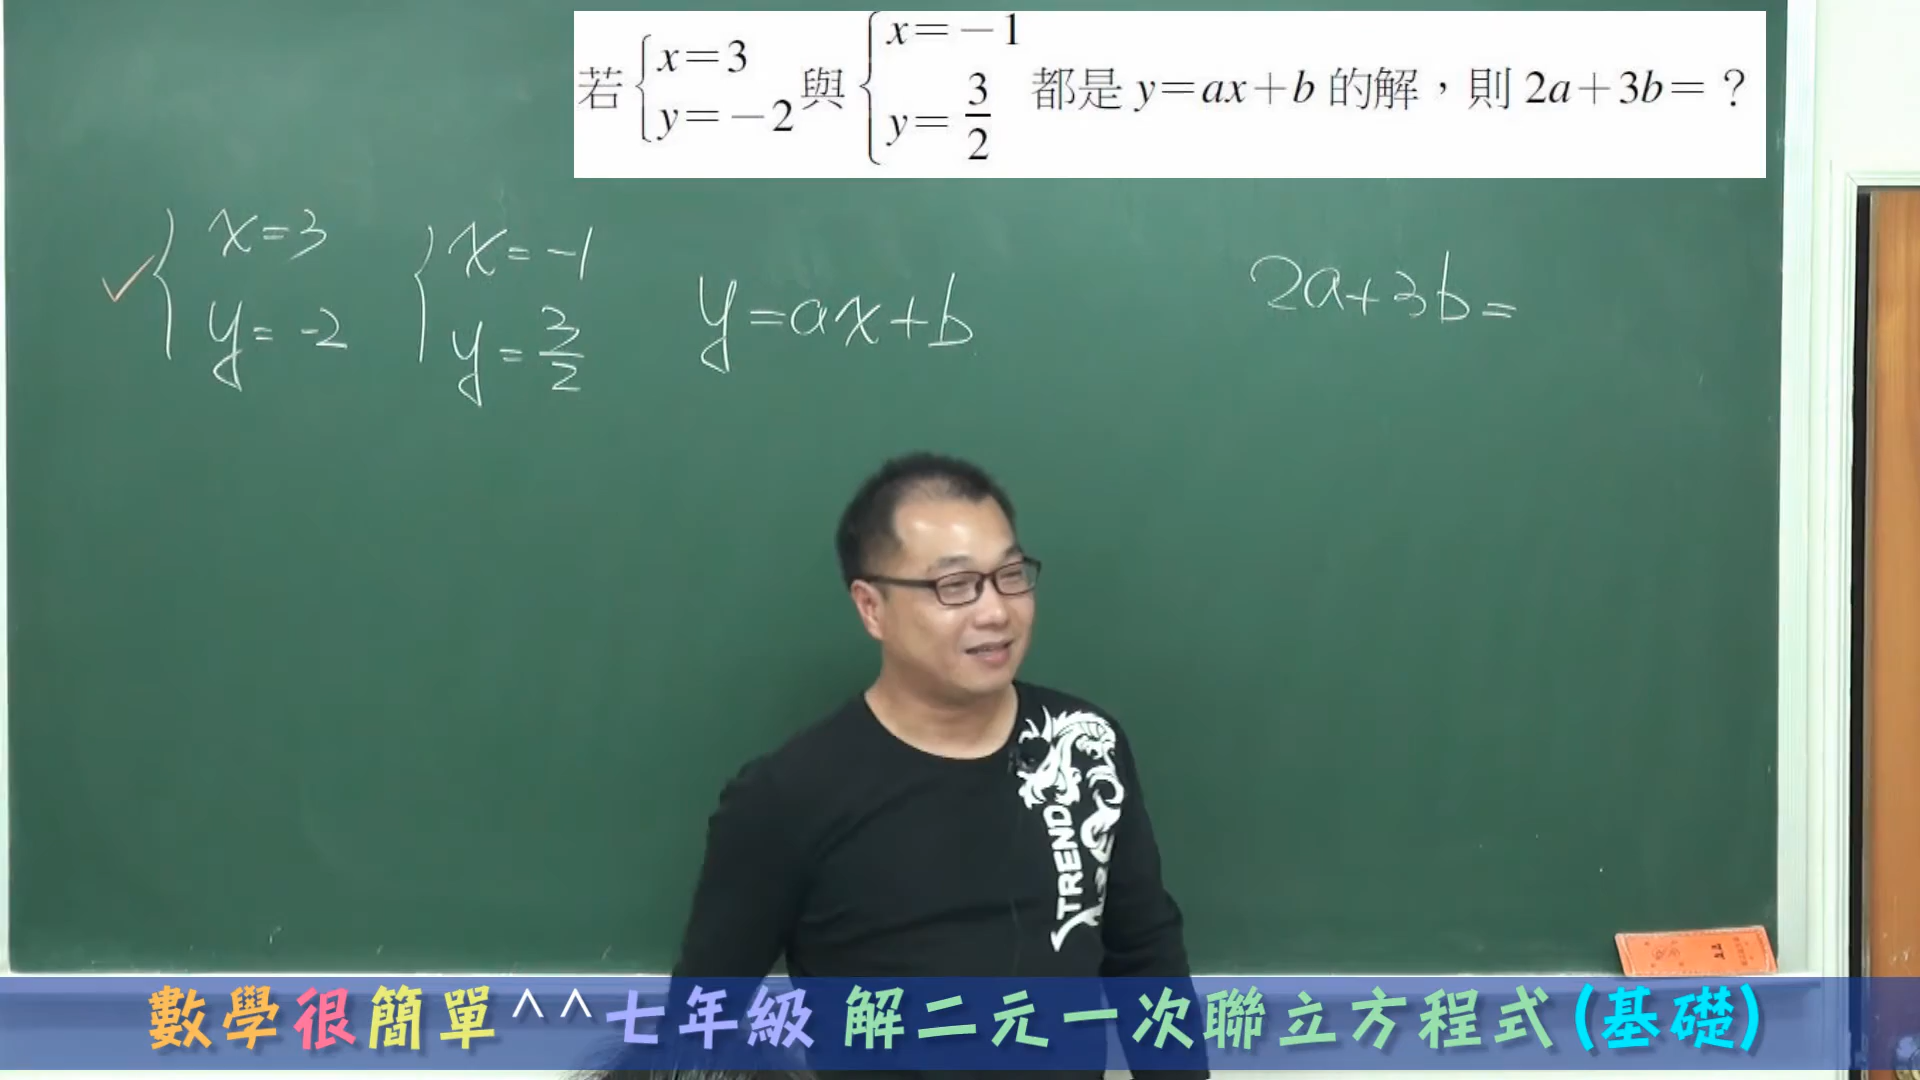 若{x=3 y=-2 與{x=-1 y=3/2 都是 y=ax+b 的解，則 2a+3b=？
✓{x=3 y=-2 {x=-1 y=3/2 y=ax+b 2a+3b=
TREND
數學很簡單^^七年級 解二元一次聯立方程式(基礎)